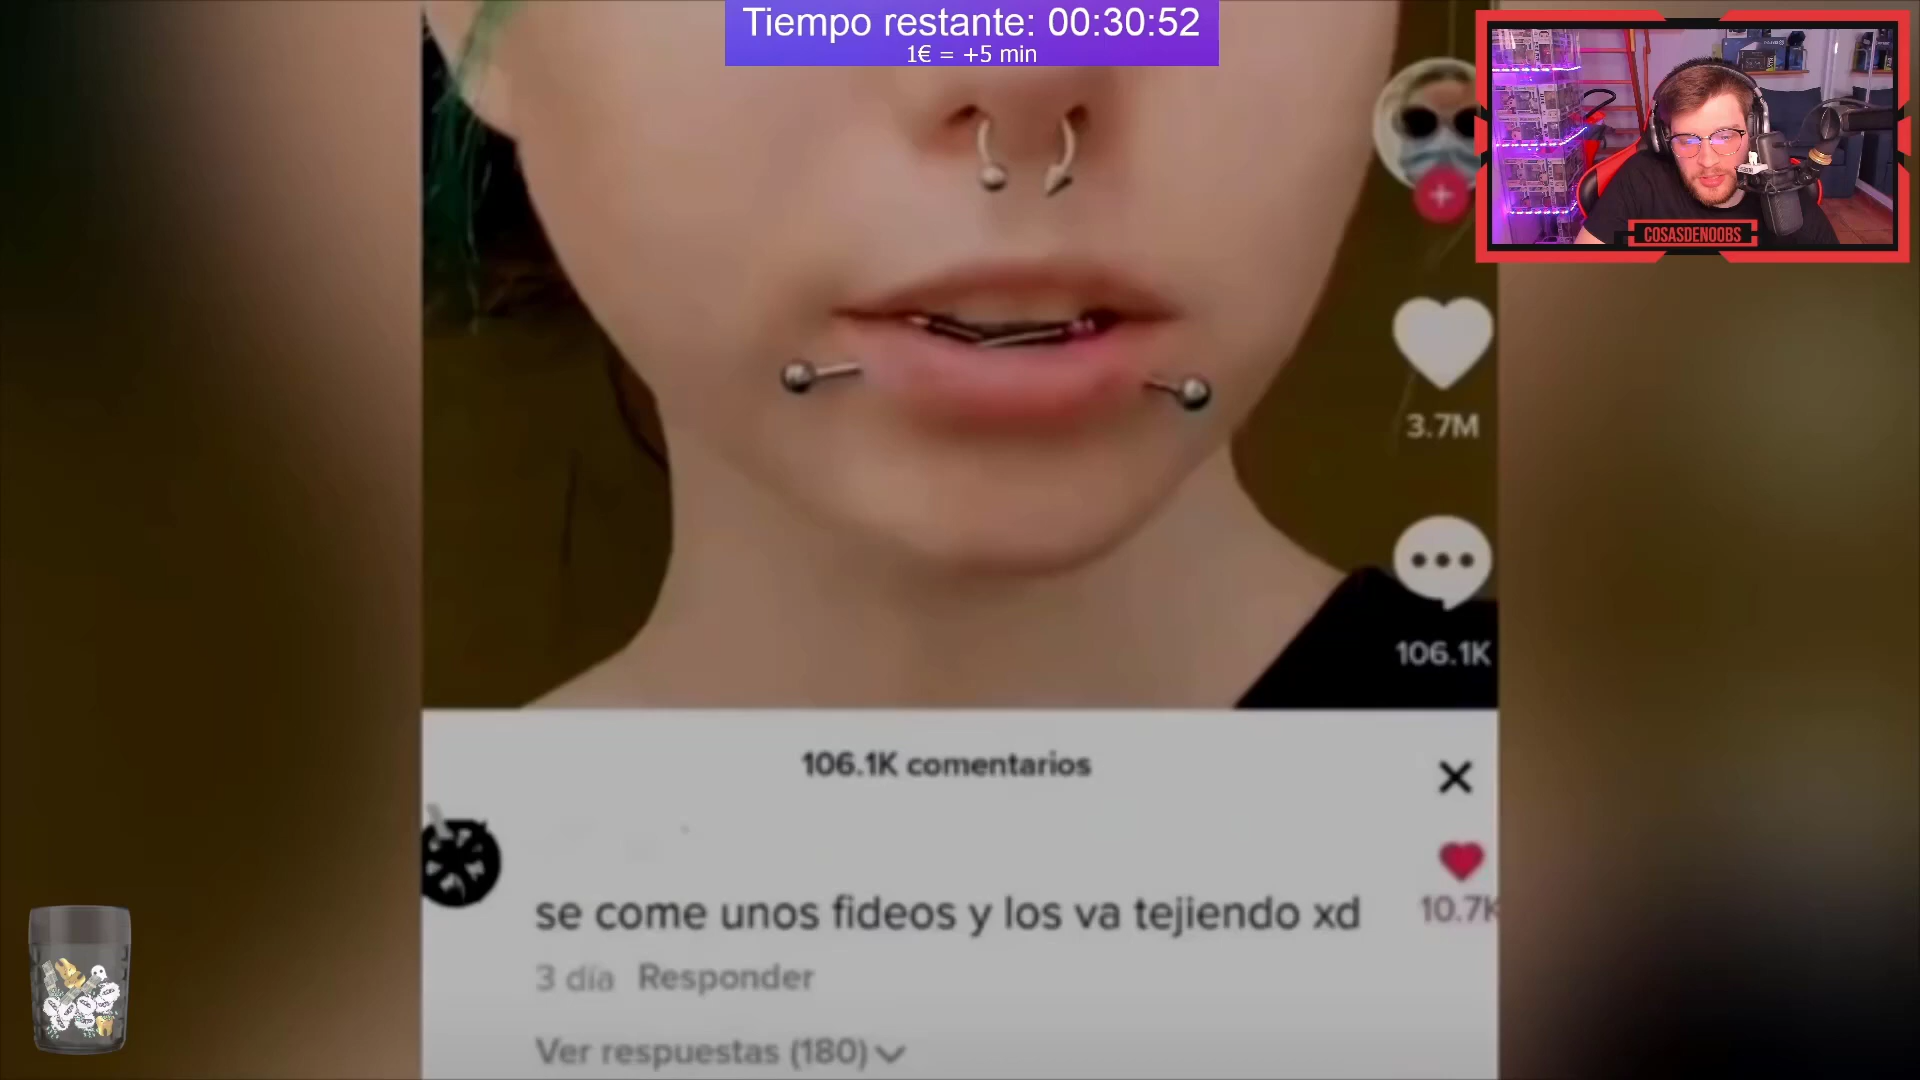 Tiempo restante: 00:30:52
1€ = +5 min
COSASDENOOBS
3.7M
106.1K
106.1K comentarios
se come unos fideos y los va tejiendo xd
10.7K
3 día Responder
Ver respuestas (180)